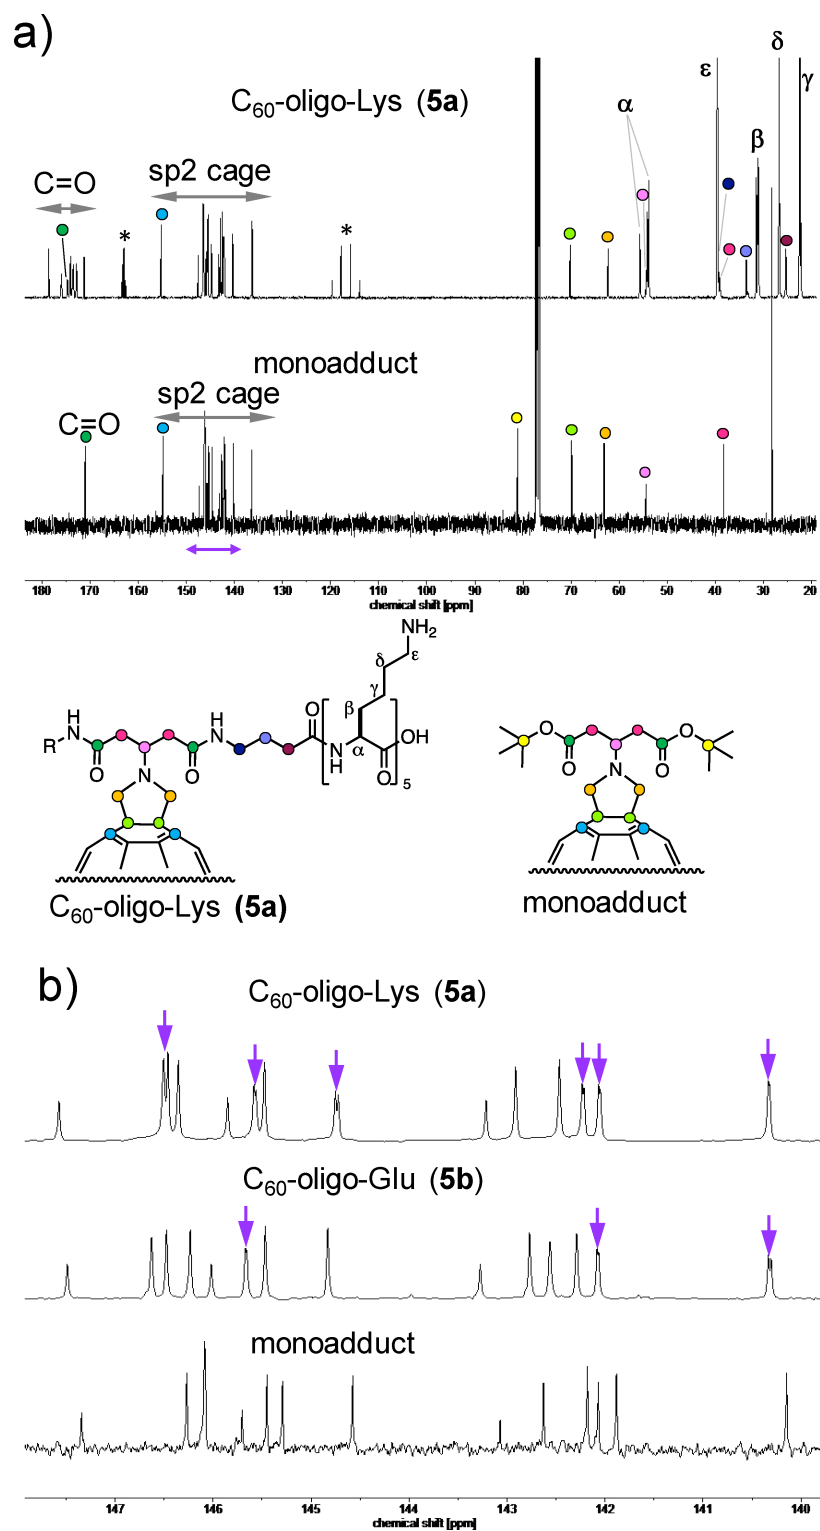 a)
C60-oligo-Lys (5a)
δ
ε
γ
α
β
sp2 cage
C=O
*
*
monoadduct
sp2 cage
C=O
180 170 160 150 140 130 120 110 100 90 80 70 60 50 40 30 20
chemical shift [ppm]
NH2
δ
ε
γ
β
H
N
H
N
O
OH
R
α
N
H
O
O
O
5
N
O
O
O
O
N
C60-oligo-Lys (5a)
monoadduct
b)
C60-oligo-Lys (5a)
C60-oligo-Glu (5b)
monoadduct
147 146 145 144 143 142 141 140
chemical shift [ppm]